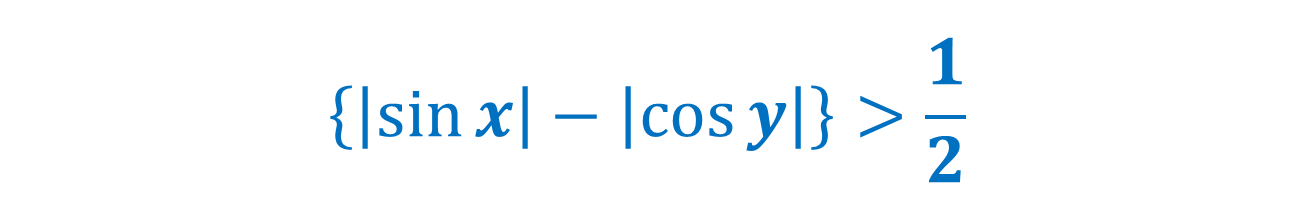 {|sin x| − |cos y|} > 1/2